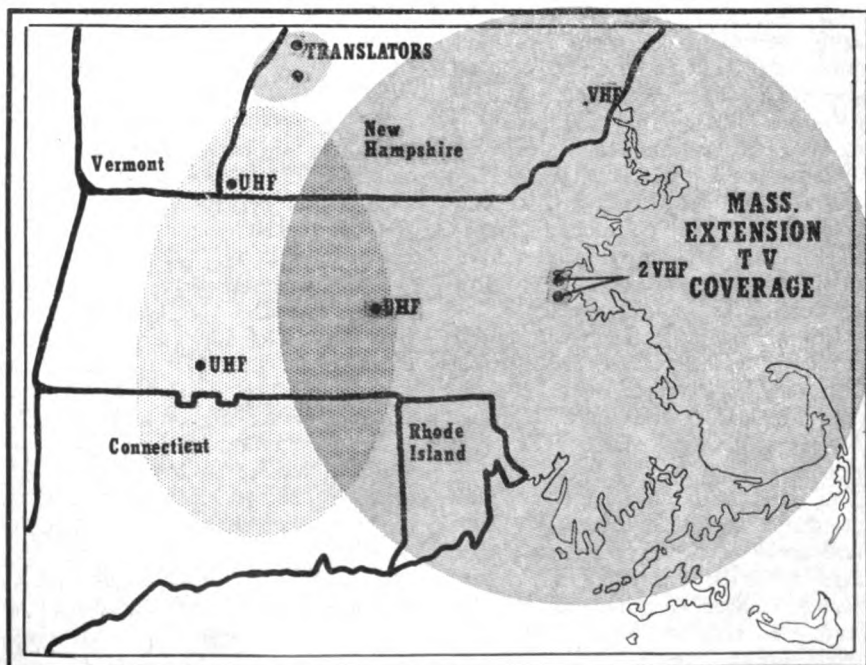 TRANSLATORS
VHF
New
Hampshire
Vermont
UHF
MASS.
EXTENSION
T V
COVERAGE
2 VHF
UHF
UHF
Connecticut
Rhode
Island